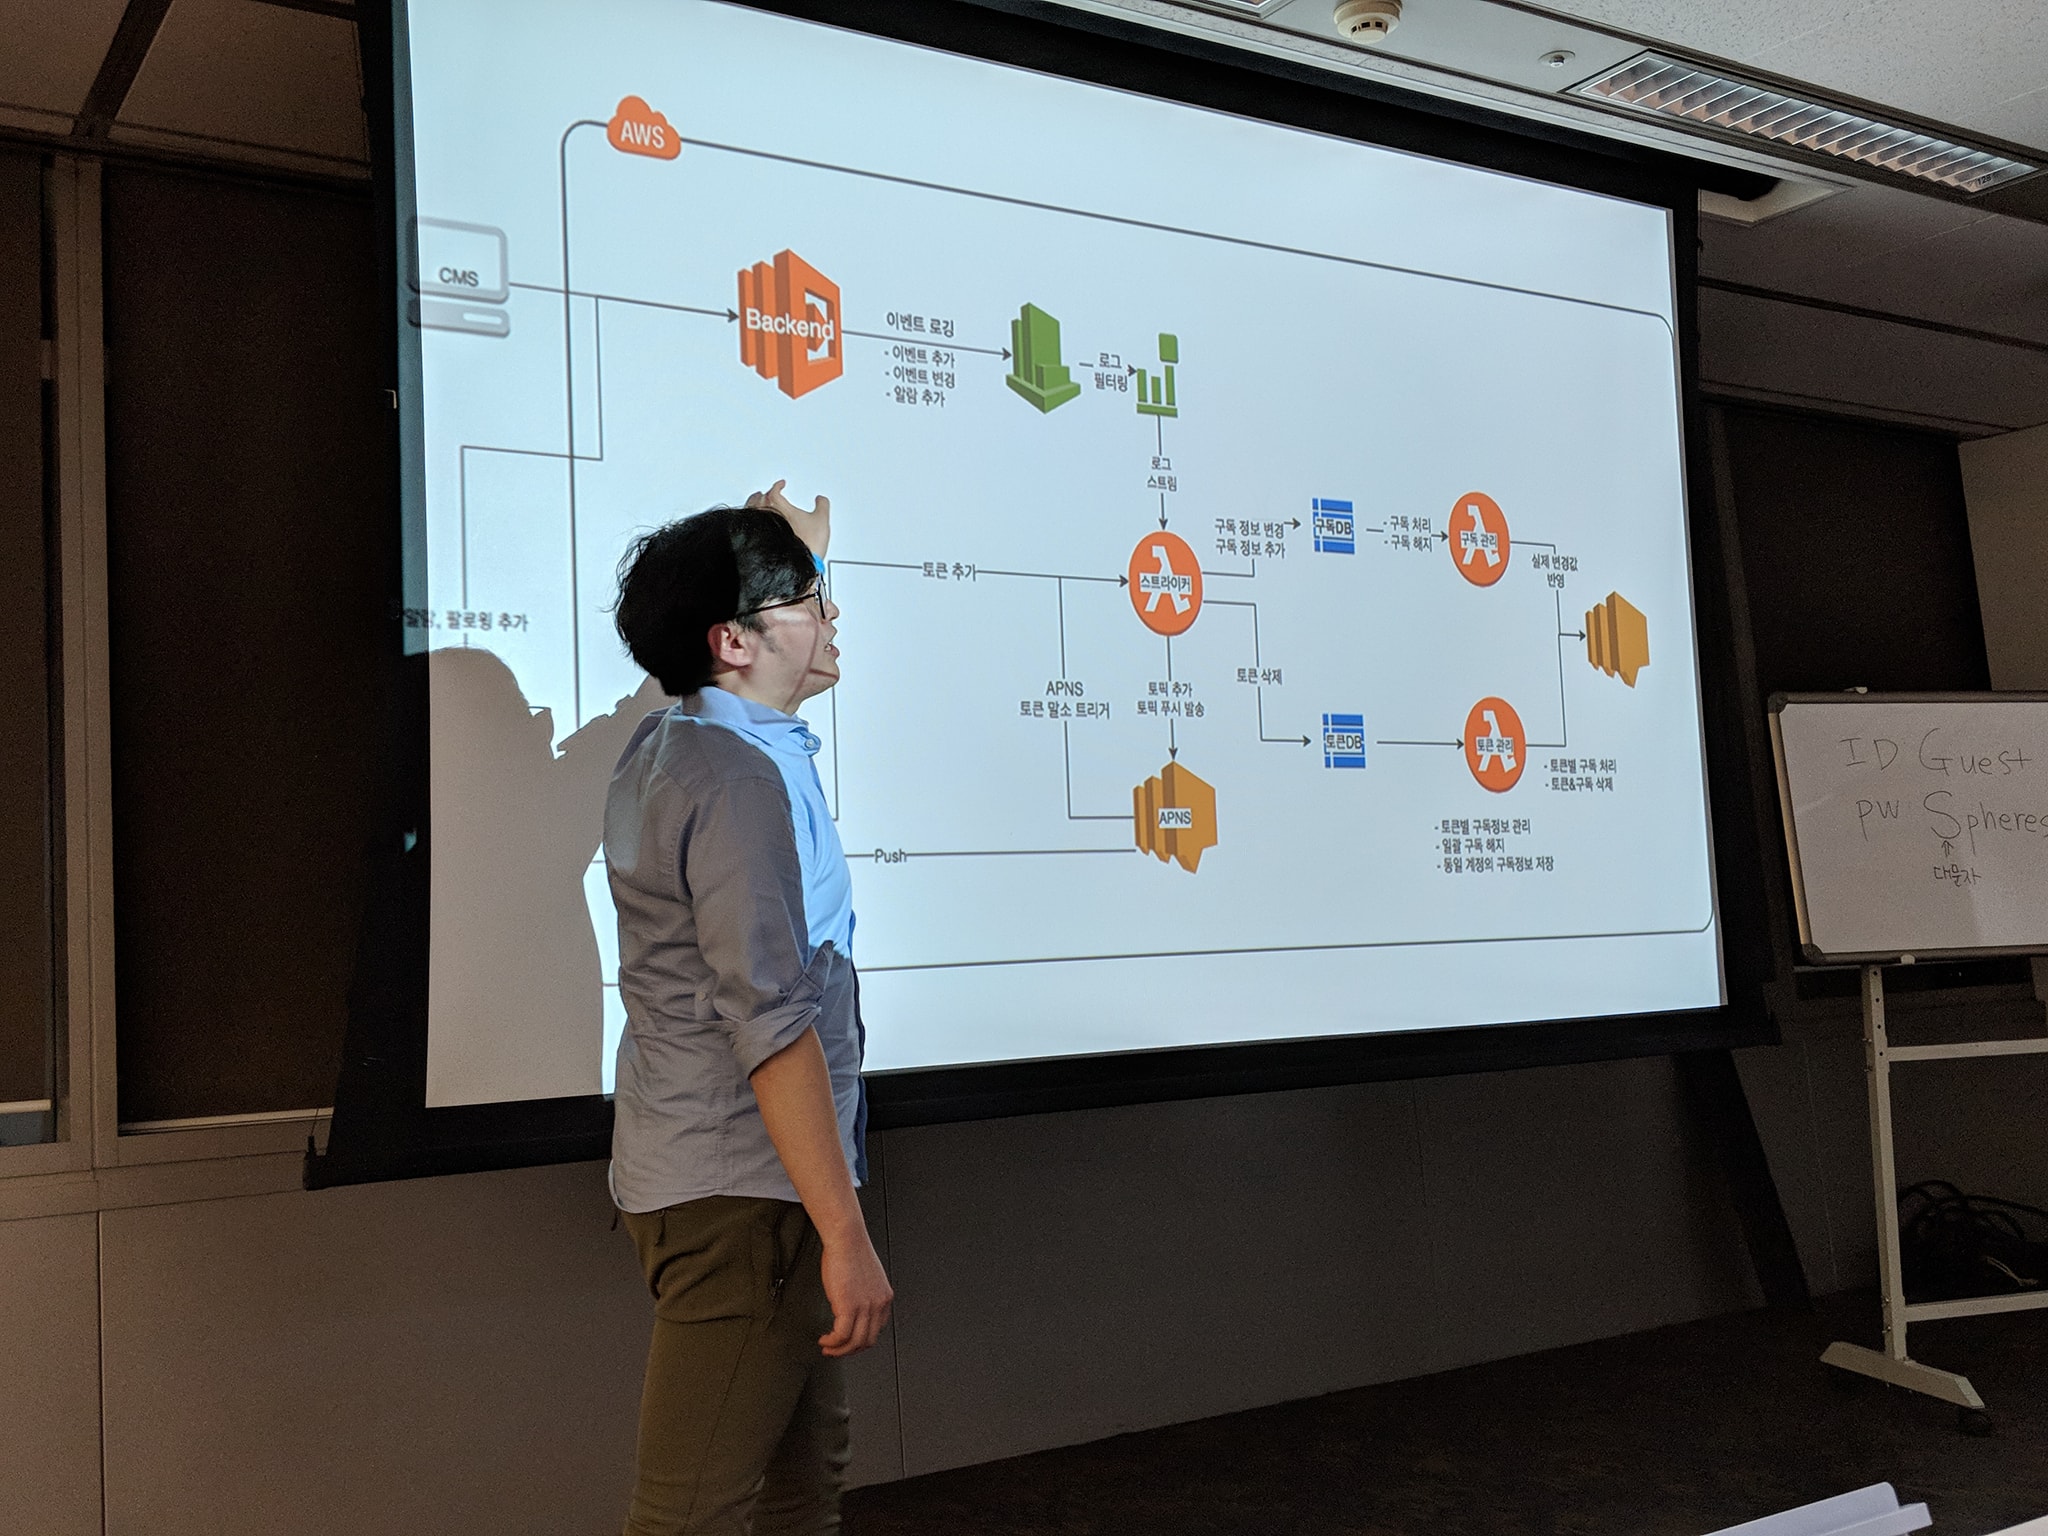 AWS
CMS
Backend
이벤트 로깅
- 이벤트 추가
- 이벤트 변경
- 알람 추가
로그
필터링
로그
스트림
알람, 팔로윙 추가
토큰 추가
스트라이커
구독 정보 변경
구독 정보 추가
구독DB
- 구독 처리
- 구독 해지
구독 관리
실제 변경값
반영
APNS
토큰 말소 트리거
토픽 추가
토픽 푸시 발송
토큰 삭제
토큰DB
토큰 관리
- 토큰별 구독 처리
- 토큰&구독 삭제
APNS
Push
- 토큰별 구독정보 관리
- 일괄 구독 해지
- 동일 계정의 구독정보 저장
ID Guest
PW Spheres
대문자
128